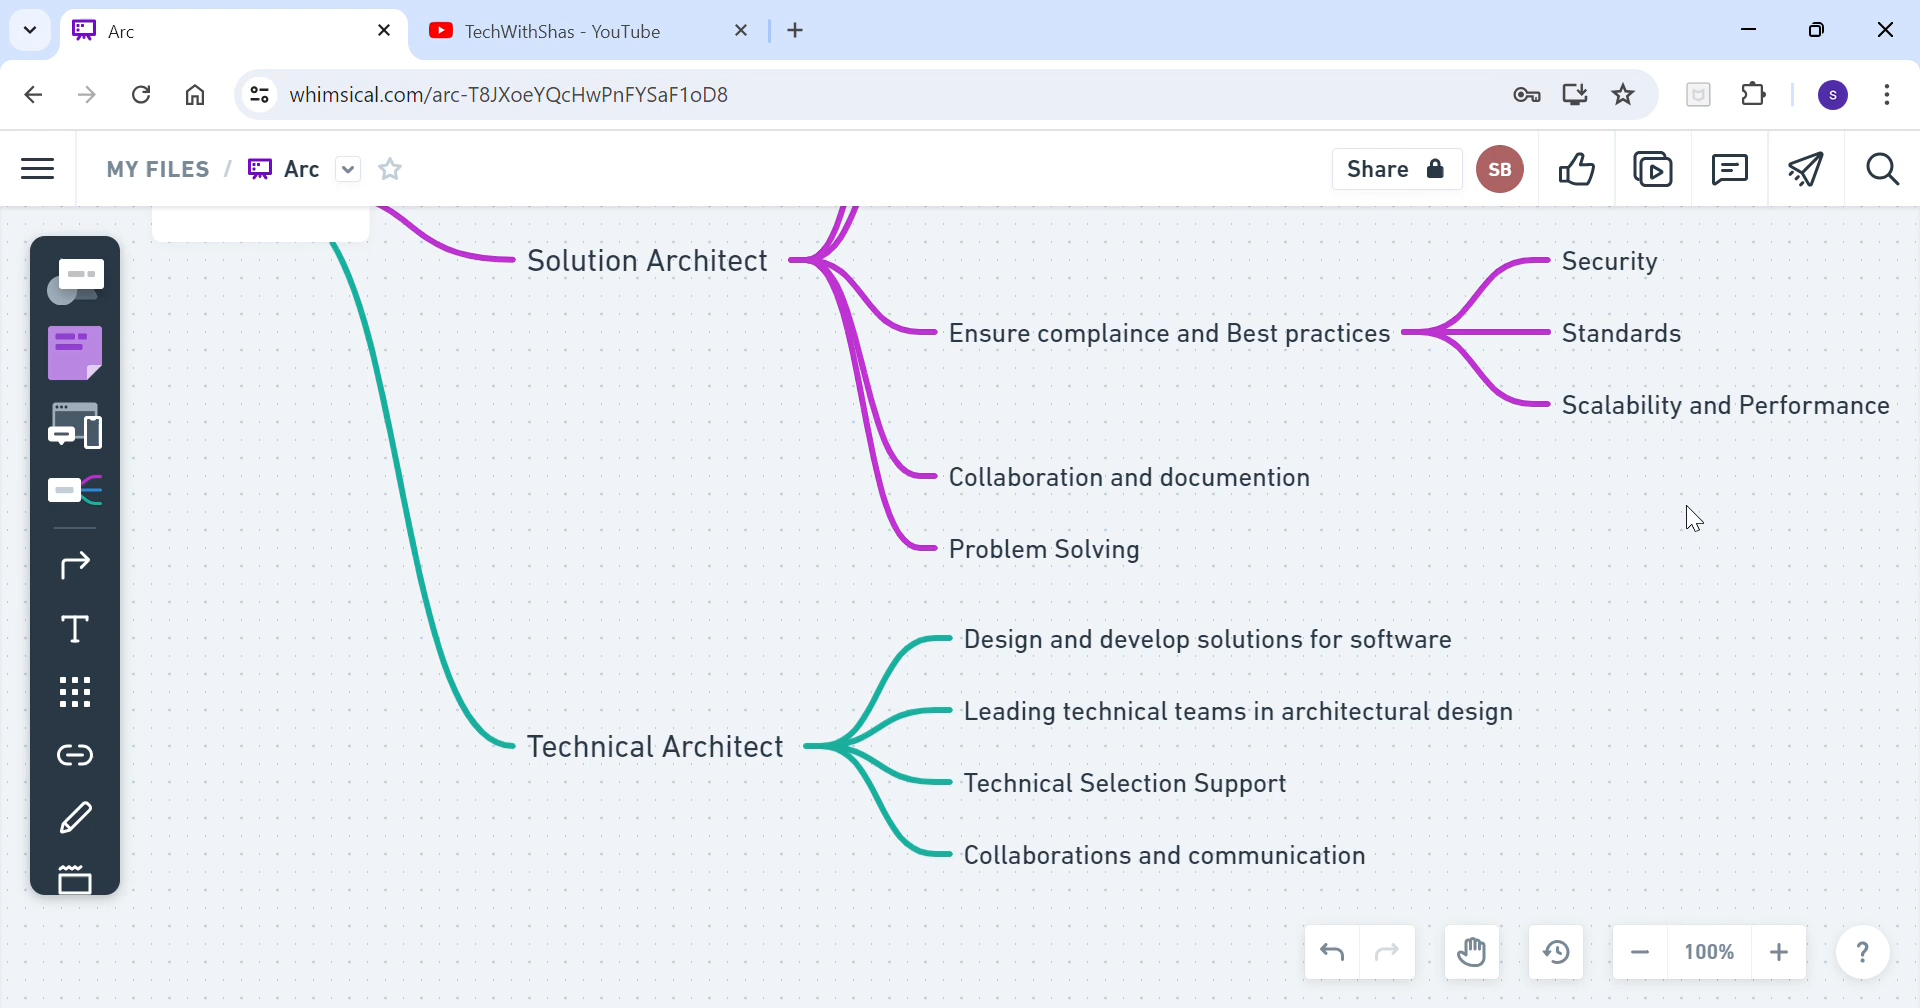 Arc
TechWithShas - YouTube
whimsical.com/arc-T8JXoeYQcHwPnFYSaF1oD8
S
MY FILES / Arc
Share
SB
Solution Architect
Security
Ensure complaince and Best practices
Standards
Scalability and Performance
Collaboration and documention
Problem Solving
Design and develop solutions for software
Leading technical teams in architectural design
Technical Architect
Technical Selection Support
Collaborations and communication
100%
?